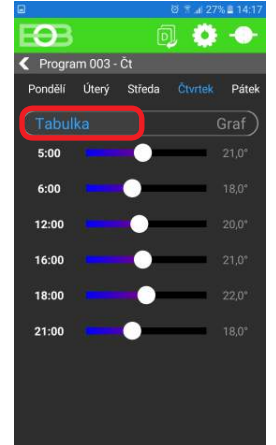 27% 14:17
EOB
Program 003 - Čt
Pondělí Úterý Středa Čtvrtek Pátek
Tabulka Graf
5:00 21,0°
6:00 18,0°
12:00 20,0°
16:00 21,0°
18:00 22,0°
21:00 18,0°